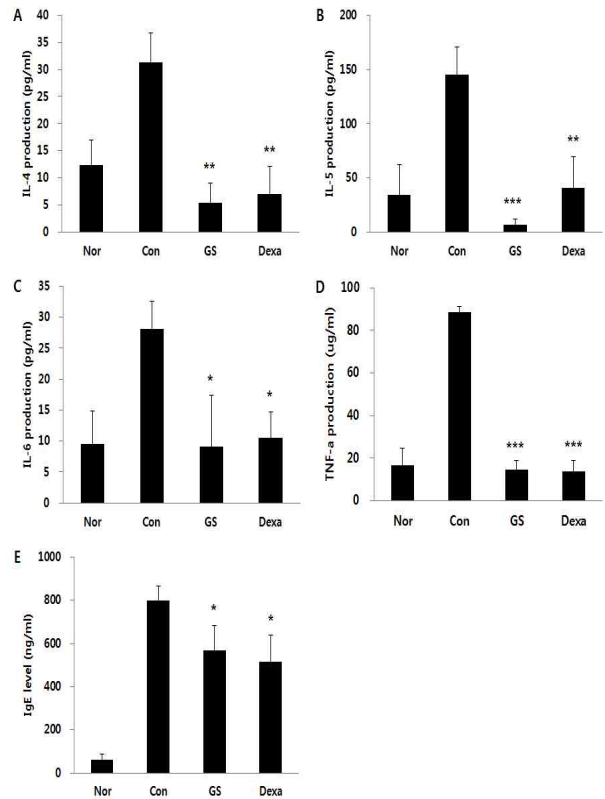 A
IL-4 production (pg/ml)
40
35
30
25
20
15
10
5
0
** **
Nor Con GS Dexa
B
IL-5 production (pg/ml)
200
150
100
50
0
*** **
Nor Con GS Dexa
C
IL-6 production (pg/ml)
35
30
25
20
15
10
5
0
* *
Nor Con GS Dexa
D
TNF-a production (ug/ml)
100
80
60
40
20
0
*** ***
Nor Con GS Dexa
E
IgE level (ng/ml)
1000
800
600
400
200
0
* *
Nor Con GS Dexa